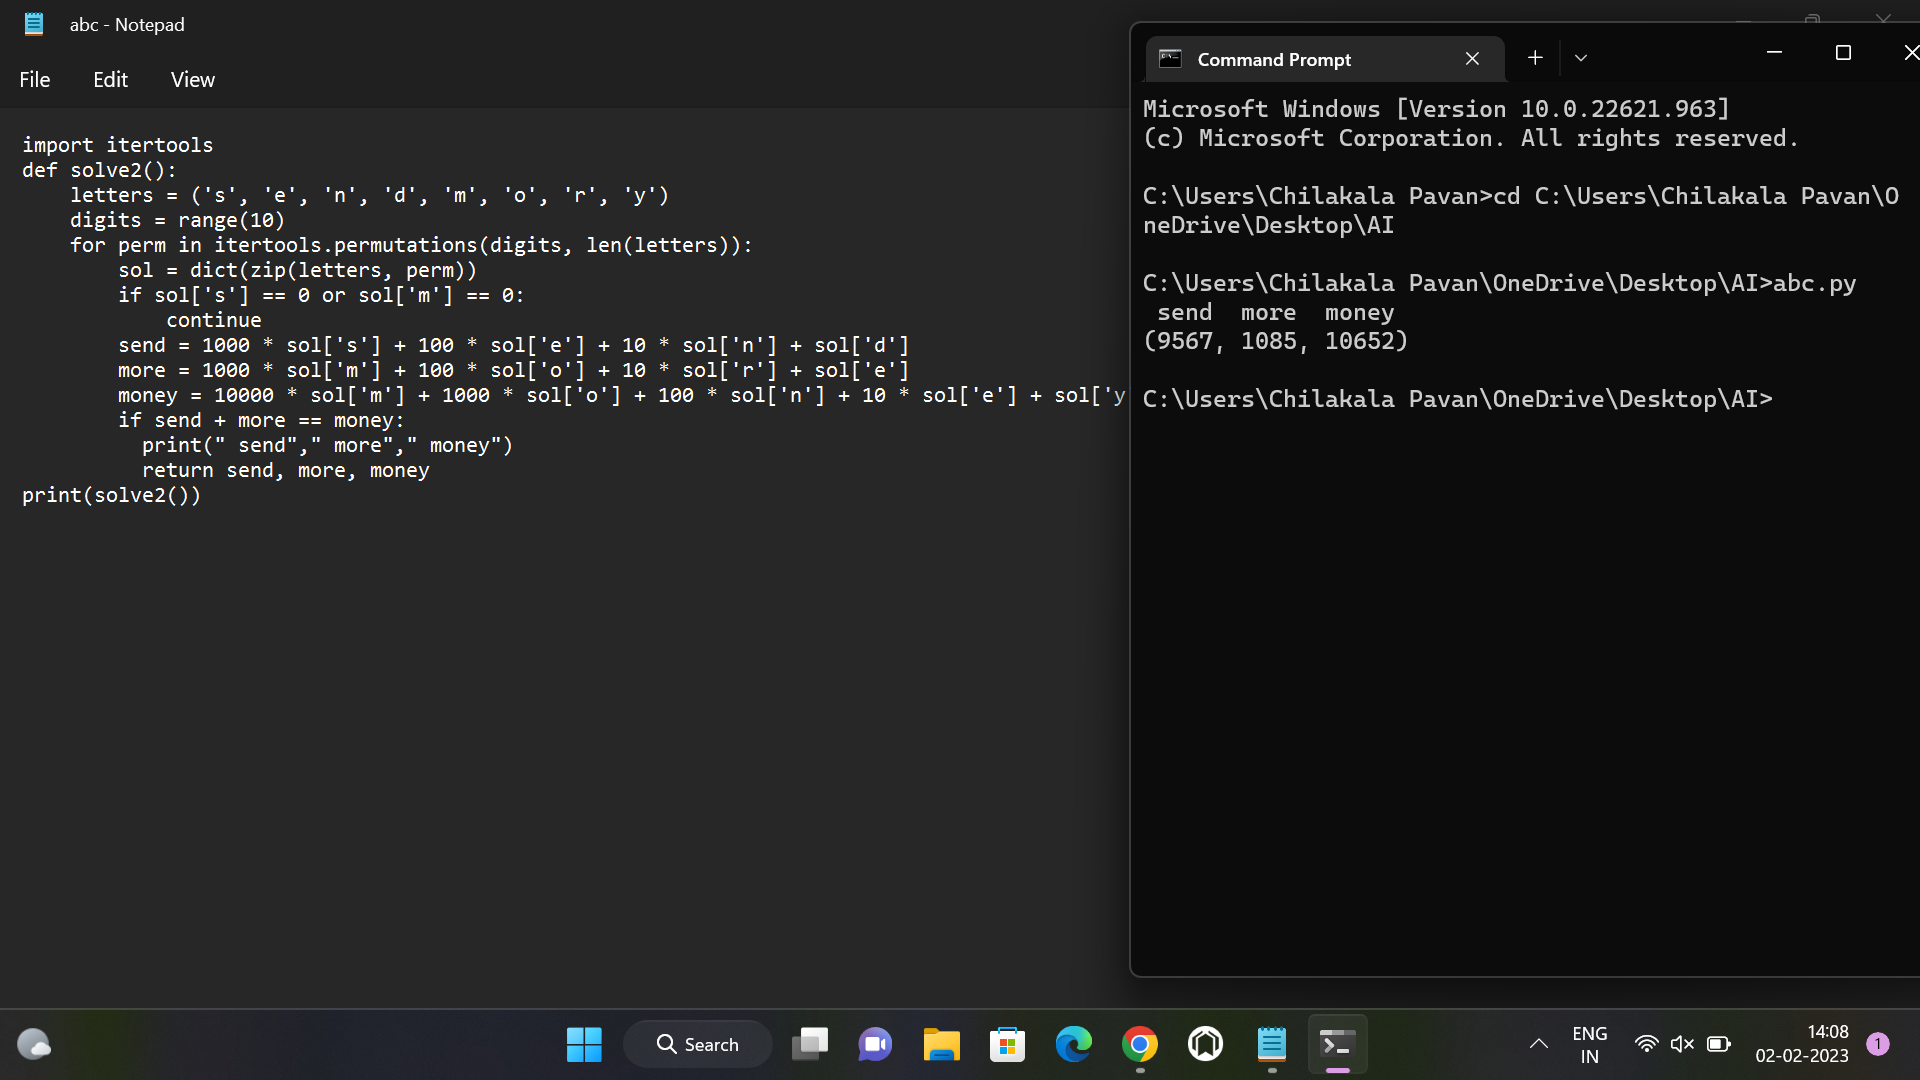 abc - Notepad
File Edit View
import itertools
def solve2():
    letters = ('s', 'e', 'n', 'd', 'm', 'o', 'r', 'y')
    digits = range(10)
    for perm in itertools.permutations(digits, len(letters)):
        sol = dict(zip(letters, perm))
        if sol['s'] == 0 or sol['m'] == 0:
            continue
        send = 1000 * sol['s'] + 100 * sol['e'] + 10 * sol['n'] + sol['d']
        more = 1000 * sol['m'] + 100 * sol['o'] + 10 * sol['r'] + sol['e']
        money = 10000 * sol['m'] + 1000 * sol['o'] + 100 * sol['n'] + 10 * sol['e'] + sol['y
        if send + more == money:
          print(" send"," more"," money")
          return send, more, money
print(solve2())
Command Prompt
Microsoft Windows [Version 10.0.22621.963]
(c) Microsoft Corporation. All rights reserved.
C:\Users\Chilakala Pavan>cd C:\Users\Chilakala Pavan\O
neDrive\Desktop\AI
C:\Users\Chilakala Pavan\OneDrive\Desktop\AI>abc.py
 send  more  money
(9567, 1085, 10652)
C:\Users\Chilakala Pavan\OneDrive\Desktop\AI>
Search
ENG
IN
14:08
02-02-2023
1